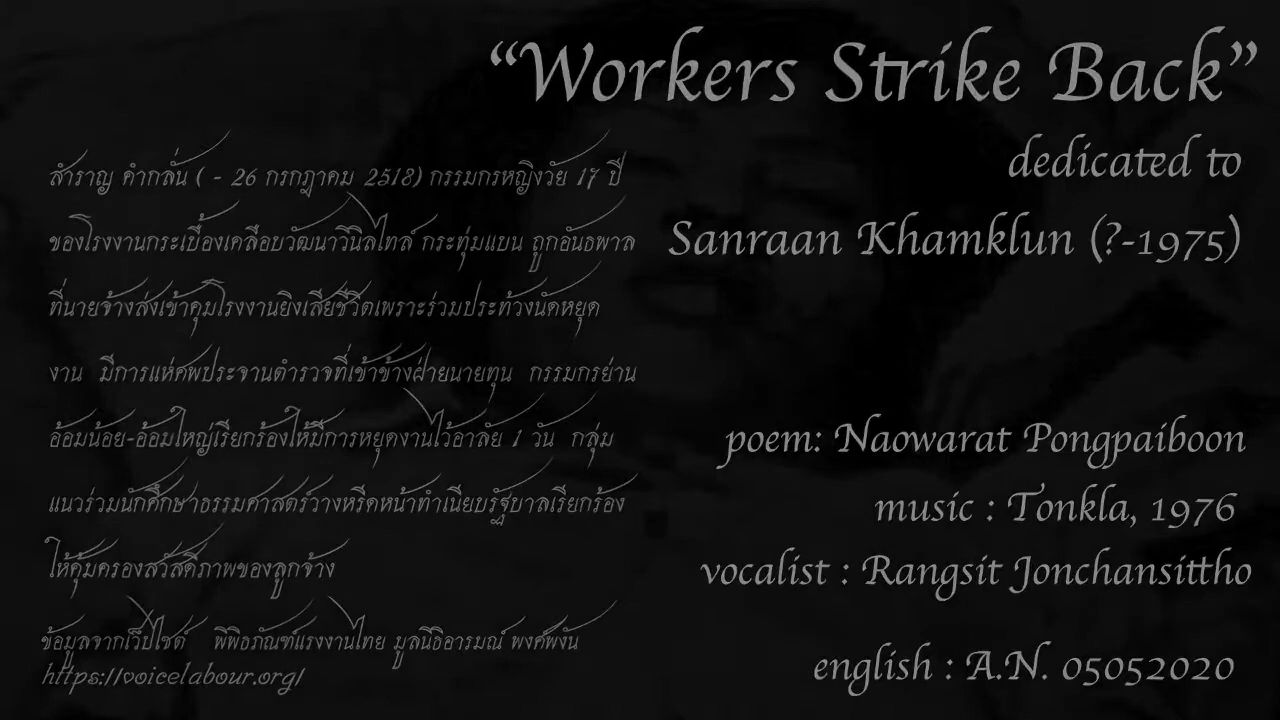 “Workers Strike Back”
dedicated to
Sanraan Khamklun (?-1975)
สำราญ คำกลั่น ( - 26 กรกฎาคม 2518) กรรมกรหญิงวัย 17 ปี
ของโรงงานกระเบื้องเคลือบวัฒนาวินิลไทล์ กระทุ่มแบน ถูกอันธพาล
ที่นายจ้างส่งเข้าคุมโรงงานยิงเสียชีวิตเพราะร่วมประท้วงนัดหยุด
งาน มีการแห่ศพประจานตำรวจที่เข้าข้างฝ่ายนายทุน กรรมกรย่าน
อ้อมน้อย-อ้อมใหญ่เรียกร้องให้มีการหยุดงานไว้อาลัย 1 วัน กลุ่ม
แนวร่วมนักศึกษาธรรมศาสตร์วางหรีดหน้าทำเนียบรัฐบาลเรียกร้อง
ให้คุ้มครองสวัสดิภาพของลูกจ้าง
ข้อมูลจากเว็ปไซต์ พิพิธภัณฑ์แรงงานไทย มูลนิธิอารมณ์ พงศ์พงัน
https://voicelabour.org/
poem: Naowarat Pongpaiboon
music : Tonkla, 1976
vocalist : Rangsit Jonchansittho
english : A.N. 05052020